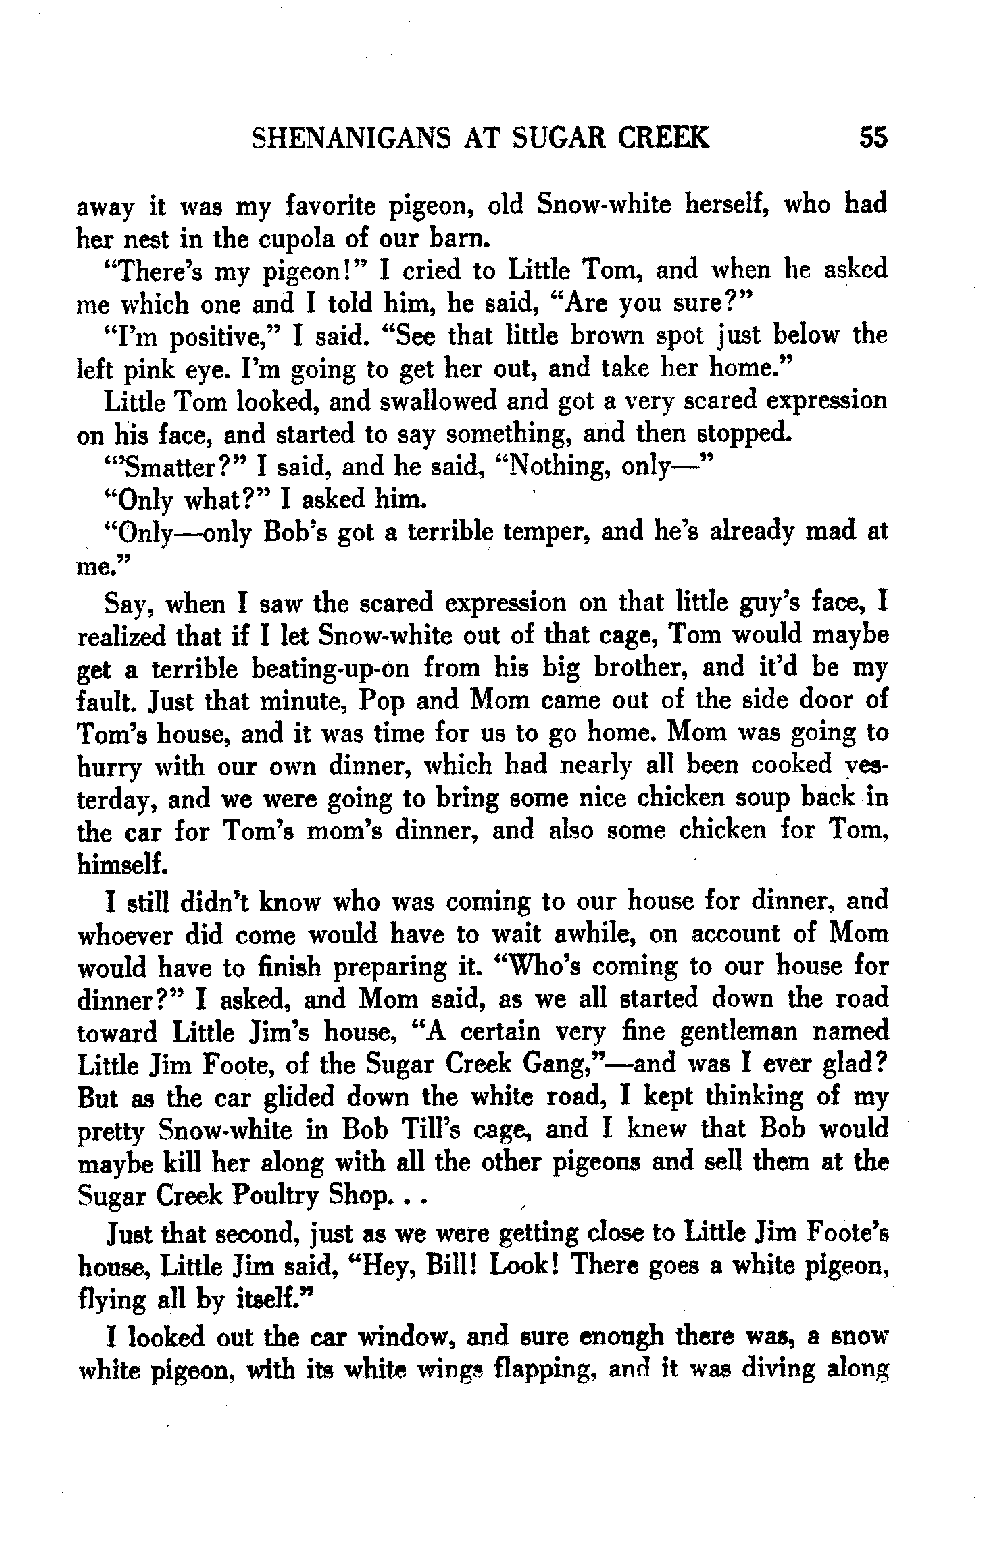 SHENANIGANS AT SUGAR CREEK 55
away it was my favorite pigeon, old Snow-white herself, who had
her nest in the cupola of our barn.
“There’s my pigeon!” I cried to Little Tom, and when he asked
me which one and I told him, he said, “Are you sure?”
“I’m positive,” I said. “See that little brown spot just below the
left pink eye. I’m going to get her out, and take her home.”
Little Tom looked, and swallowed and got a very scared expression
on his face, and started to say something, and then stopped.
“’Smatter?” I said, and he said, “Nothing, only—”
“Only what?” I asked him.
“Only—only Bob’s got a terrible temper, and he’s already mad at
me.”
Say, when I saw the scared expression on that little guy’s face, I
realized that if I let Snow-white out of that cage, Tom would maybe
get a terrible beating-up-on from his big brother, and it’d be my
fault. Just that minute, Pop and Mom came out of the side door of
Tom’s house, and it was time for us to go home. Mom was going to
hurry with our own dinner, which had nearly all been cooked yes-
terday, and we were going to bring some nice chicken soup back in
the car for Tom’s mom’s dinner, and also some chicken for Tom,
himself.
I still didn’t know who was coming to our house for dinner, and
whoever did come would have to wait awhile, on account of Mom
would have to finish preparing it. “Who’s coming to our house for
dinner?” I asked, and Mom said, as we all started down the road
toward Little Jim’s house, “A certain very fine gentleman named
Little Jim Foote, of the Sugar Creek Gang,”—and was I ever glad?
But as the car glided down the white road, I kept thinking of my
pretty Snow-white in Bob Till’s cage, and I knew that Bob would
maybe kill her along with all the other pigeons and sell them at the
Sugar Creek Poultry Shop. . .
Just that second, just as we were getting close to Little Jim Foote’s
house, Little Jim said, “Hey, Bill! Look! There goes a white pigeon,
flying all by itself.”
I looked out the car window, and sure enough there was, a snow
white pigeon, with its white wings flapping, and it was diving along